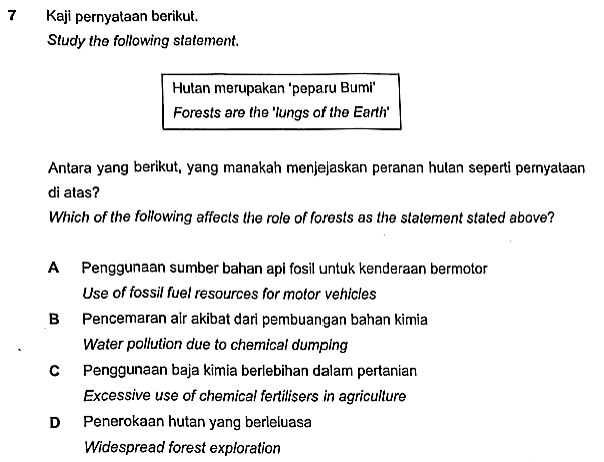 7 Kaji pernyataan berikut.
Study the following statement.
Hutan merupakan 'peparu Bumi'
Forests are the 'lungs of the Earth'
Antara yang berikut, yang manakah menjejaskan peranan hutan seperti pernyataan
di atas?
Which of the following affects the role of forests as the statement stated above?
A Penggunaan sumber bahan api fosil untuk kenderaan bermotor
Use of fossil fuel resources for motor vehicles
B Pencemaran air akibat dari pembuangan bahan kimia
Water pollution due to chemical dumping
C Penggunaan baja kimia berlebihan dalam pertanian
Excessive use of chemical fertilisers in agriculture
D Penerokaan hutan yang berleluasa
Widespread forest exploration